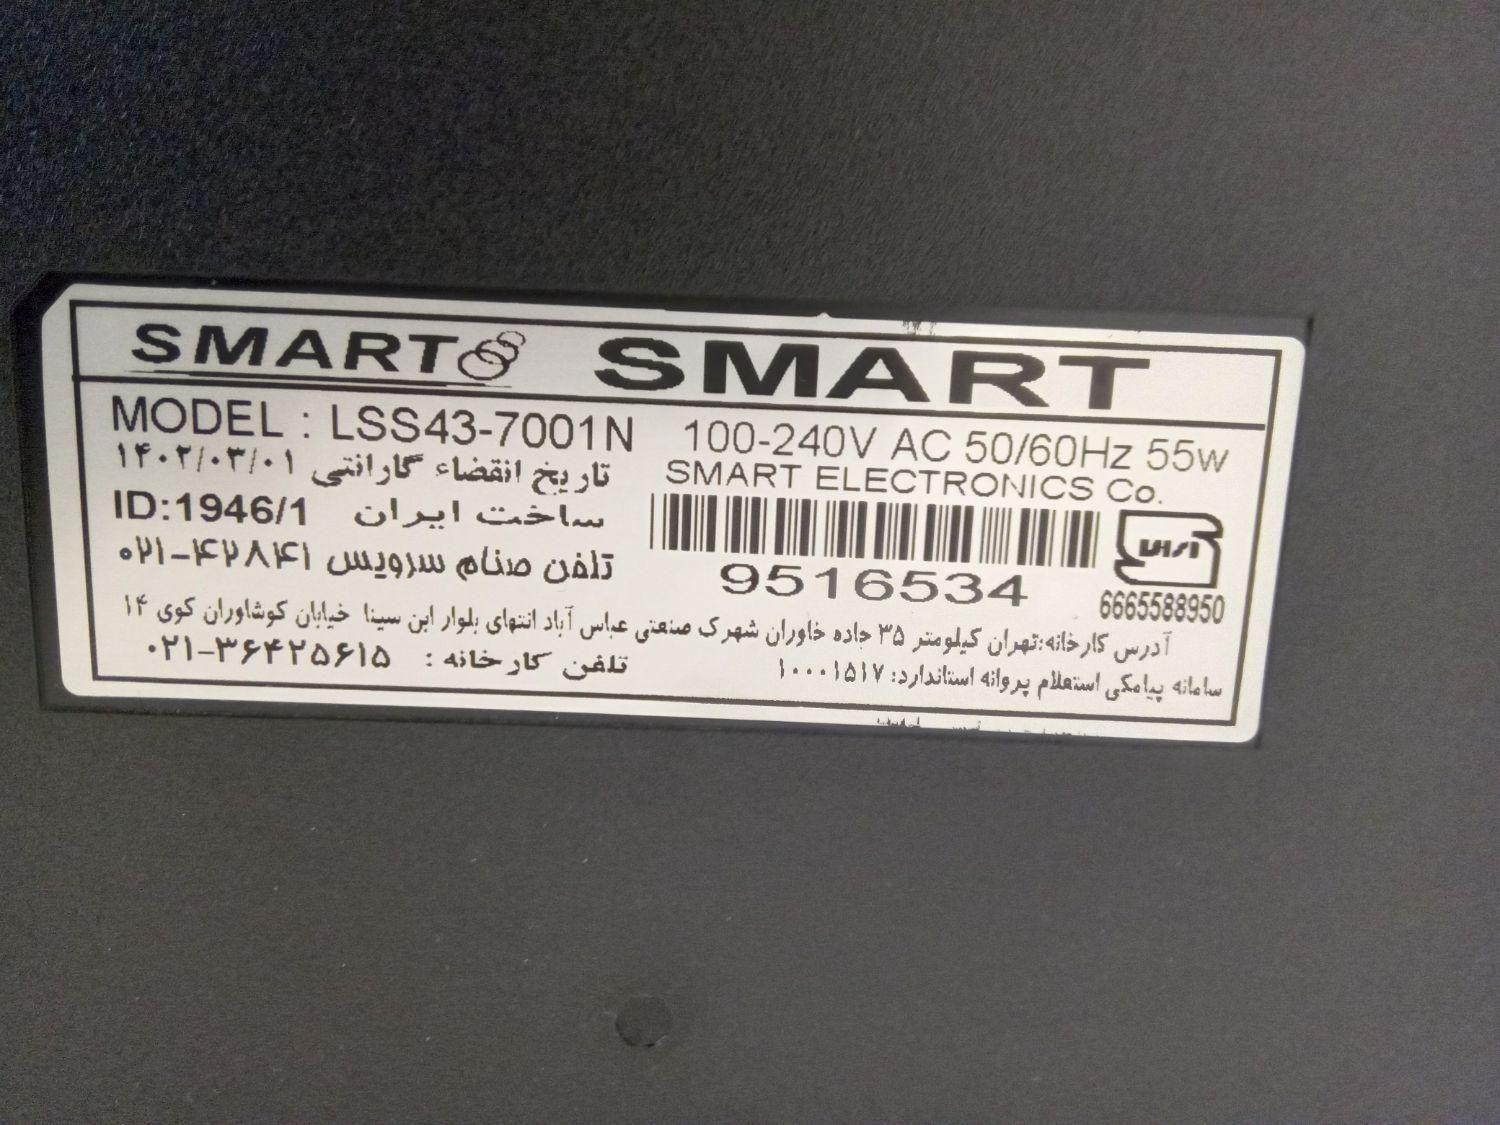 SMART SMART
MODEL : LSS43-7001N 100-240V AC 50/60Hz 55w
تاریخ انقضاء گارانتی ۱۴۰۲/۰۳/۰۱
SMART ELECTRONICS Co.
ID:1946/1 ساخت ایران
تلفن صنام سرویس ۰۲۱-۴۲۸۴۱
9516534
6665588950
آدرس کارخانه:تهران کیلومتر ۳۵ جاده خاوران شهرک صنعتی عباس آباد انتهای بلوار ابن سینا خیابان کوشاوران کوی ۱۴
سامانه پیامکی استعلام پروانه استاندارد: ۱۰۰۰۱۵۱۷
تلفن کارخانه : ۰۲۱-۳۶۴۲۵۶۱۵